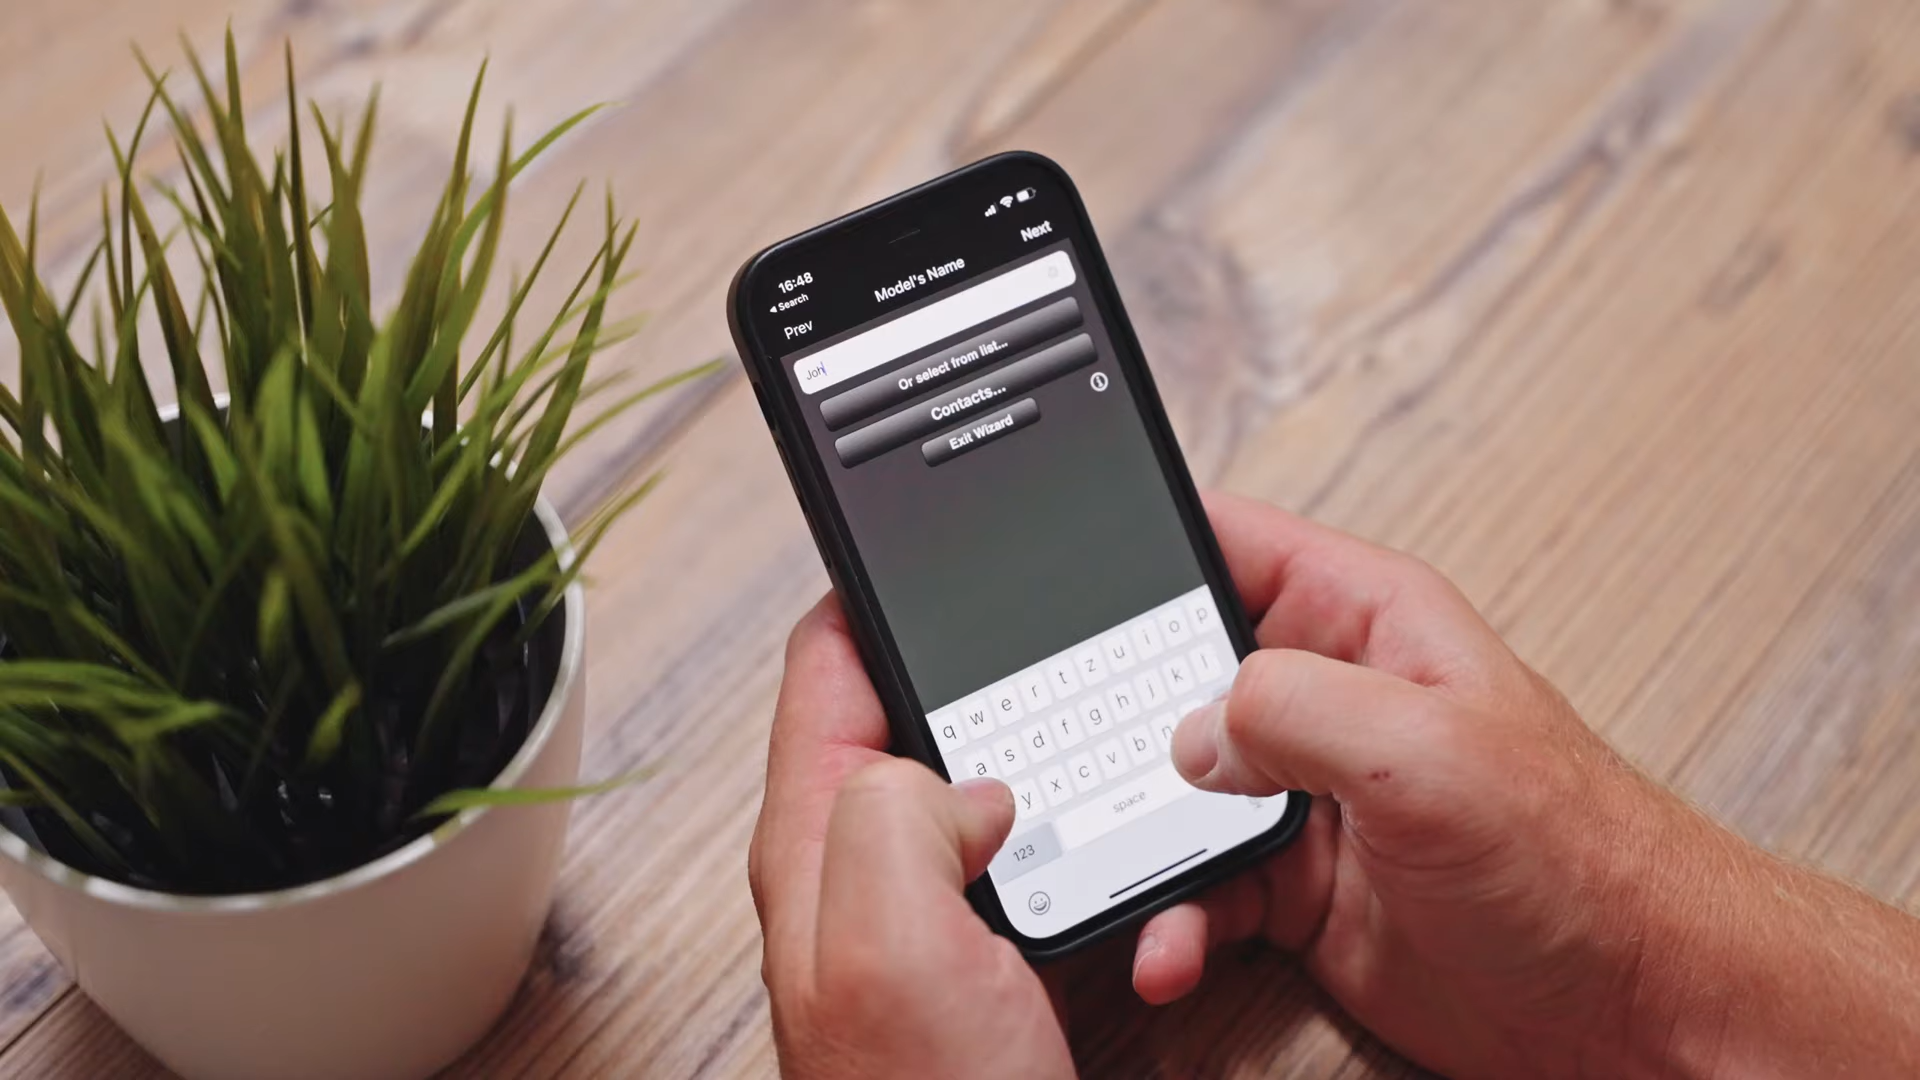 16:48
Search
Prev
Model's Name
Next
Joh
Or select from list...
Contacts...
Exit Wizard
q w e r t z u i o p
a s d f g h j k l
y x c v b n
123
space